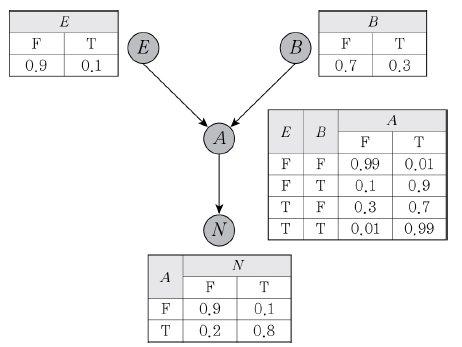 E
F T
0.9 0.1
E
B
B
F T
0.7 0.3
A
E B A
F T
F F 0.99 0.01
F T 0.1 0.9
T F 0.3 0.7
T T 0.01 0.99
N
A N
F T
F 0.9 0.1
T 0.2 0.8